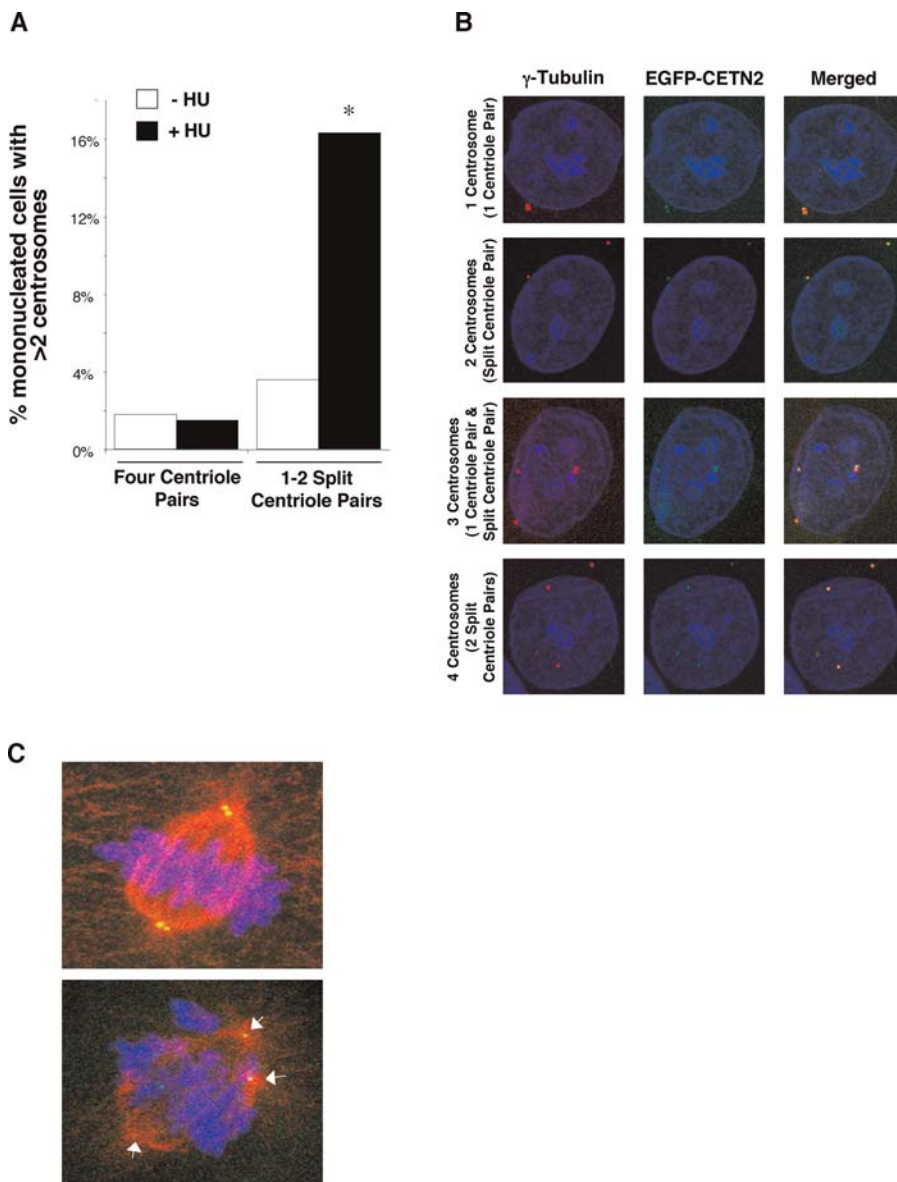 A
% mononucleated cells with
>2 centrosomes
- HU
+ HU
*
16%
12%
8%
4%
0%
Four Centriole
Pairs
1-2 Split
Centriole Pairs
B
γ-Tubulin
EGFP-CETN2
Merged
1 Centrosome
(1 Centriole Pair)
2 Centrosomes
(Split Centriole Pair)
3 Centrosomes
(1 Centriole Pair &
Split Centriole Pair)
4 Centrosomes
(2 Split
Centriole Pairs)
C